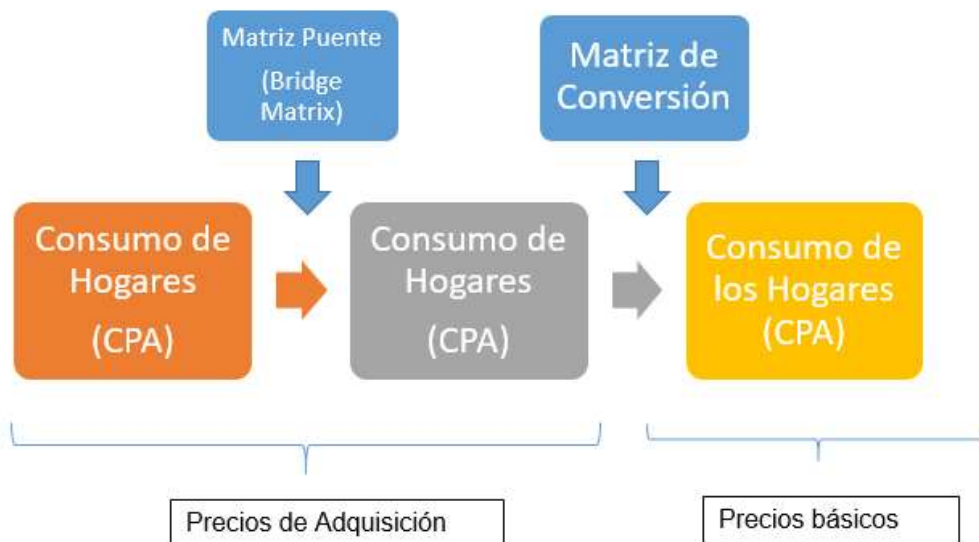 Matriz Puente
(Bridge
Matrix)
Matriz de
Conversión
Consumo de
Hogares
(CPA)
Consumo de
Hogares
(CPA)
Consumo de
los Hogares
(CPA)
Precios de Adquisición
Precios básicos